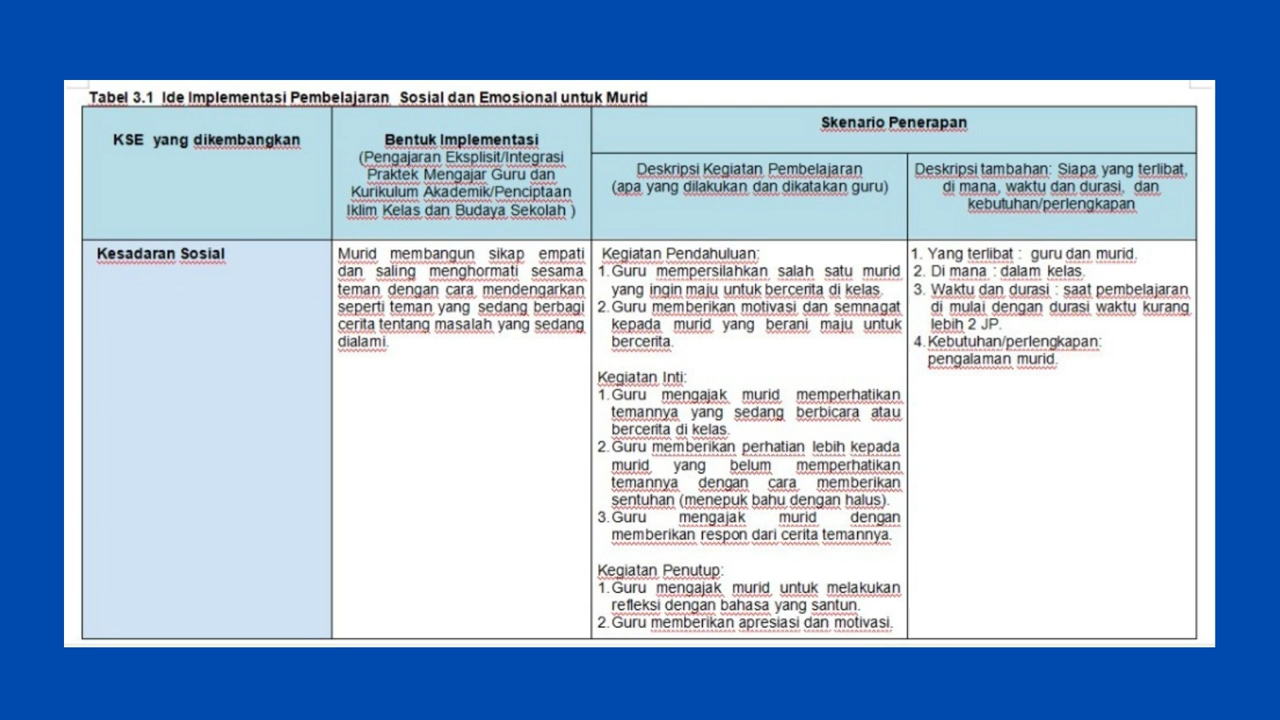 Tabel 3.1 Ide Implementasi Pembelajaran Sosial dan Emosional untuk Murid
KSE yang dikembangkan
Bentuk Implementasi
(Pengajaran Eksplisit/Integrasi
Praktek Mengajar Guru dan
Kurikulum Akademik/Penciptaan
Iklim Kelas dan Budaya Sekolah )
Skenario Penerapan
Deskripsi Kegiatan Pembelajaran
(apa yang dilakukan dan dikatakan guru)
Deskripsi tambahan: Siapa yang terlibat,
di mana, waktu dan durasi, dan
kebutuhan/perlengkapan
Kesadaran Sosial
Murid membangun sikap empati
dan saling menghormati sesama
teman dengan cara mendengarkan
seperti teman yang sedang berbagi
cerita tentang masalah yang sedang
dialami.
Kegiatan Pendahuluan:
1. Guru mempersilahkan salah satu murid
yang ingin maju untuk bercerita di kelas.
2. Guru memberikan motivasi dan semnagat
kepada murid yang berani maju untuk
bercerita.
Kegiatan Inti:
1. Guru mengajak murid memperhatikan
temannya yang sedang berbicara atau
bercerita di kelas.
2. Guru memberikan perhatian lebih kepada
murid yang belum memperhatikan
temannya dengan cara memberikan
sentuhan (menepuk bahu dengan halus).
3. Guru mengajak murid dengan
memberikan respon dari cerita temannya.
Kegiatan Penutup:
1. Guru mengajak murid untuk melakukan
refleksi dengan bahasa yang santun.
2. Guru memberikan apresiasi dan motivasi.
1. Yang terlibat : guru dan murid.
2. Di mana : dalam kelas.
3. Waktu dan durasi : saat pembelajaran
di mulai dengan durasi waktu kurang
lebih 2 JP.
4. Kebutuhan/perlengkapan:
pengalaman murid.